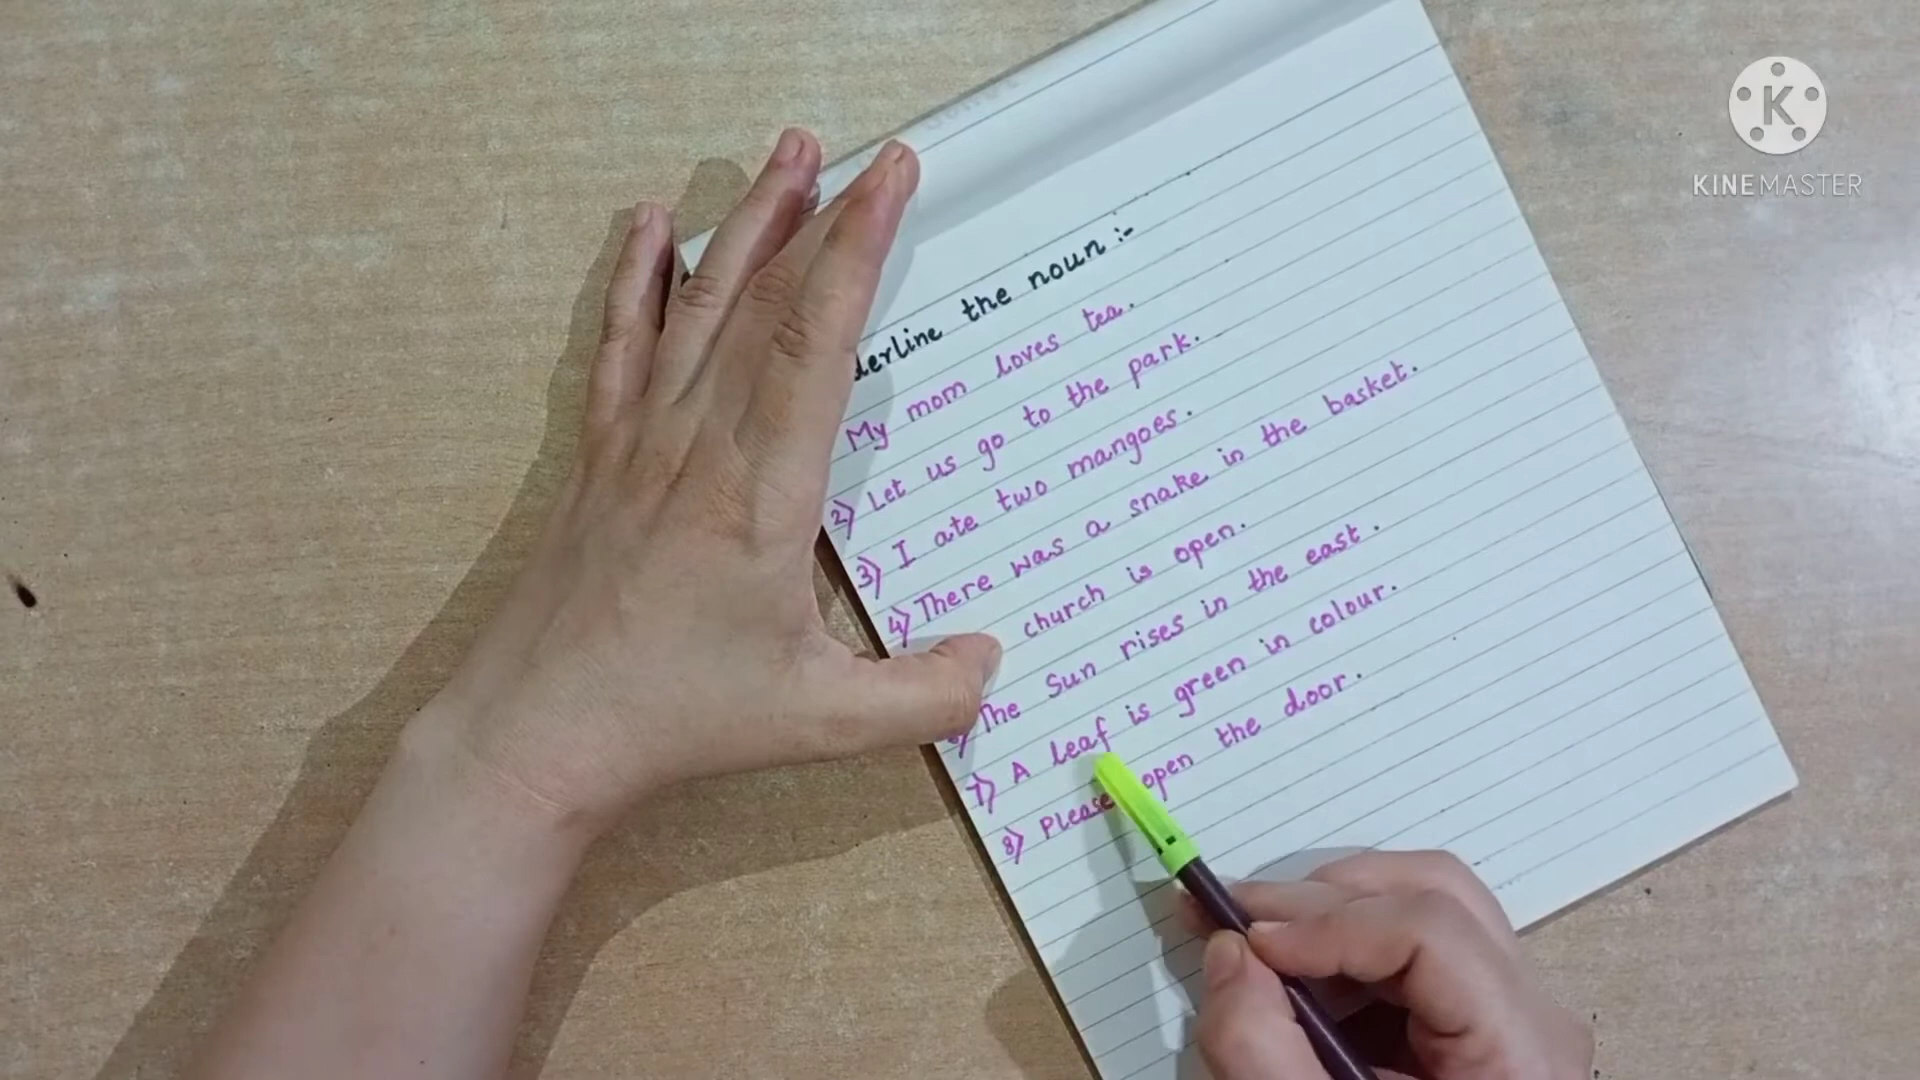 derline the noun :-
My mom loves tea.
2) Let us go to the park.
3) I ate two mangoes.
4) There was a snake in the basket.
church is open.
The Sun rises in the east.
7) A leaf is green in colour.
8) Please open the door.
K
KINEMASTER